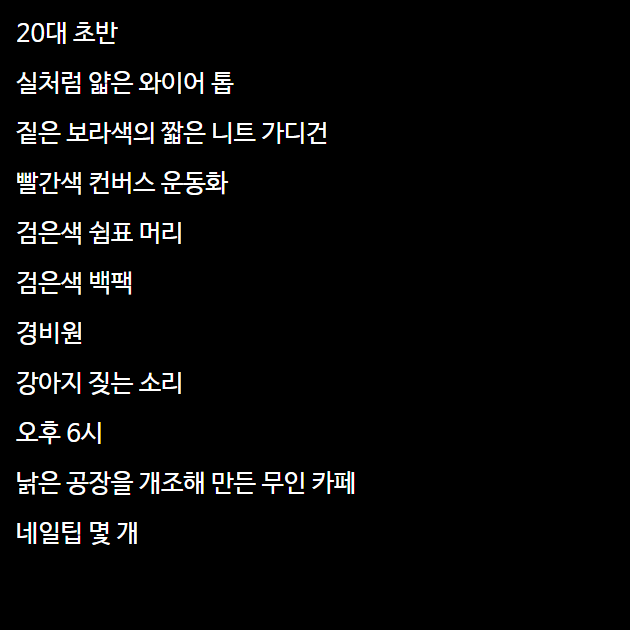 20대 초반
실처럼 얇은 와이어 톱
짙은 보라색의 짧은 니트 가디건
빨간색 컨버스 운동화
검은색 쉼표 머리
검은색 백팩
경비원
강아지 짖는 소리
오후 6시
낡은 공장을 개조해 만든 무인 카페
네일팁 몇 개